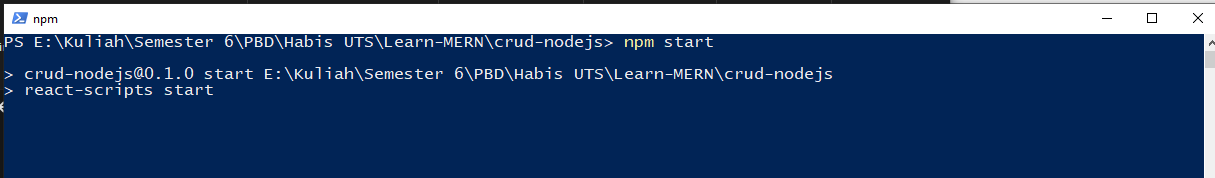 npm
PS E:\Kuliah\Semester 6\PBD\Habis UTS\Learn-MERN\crud-nodejs> npm start
> crud-nodejs@0.1.0 start E:\Kuliah\Semester 6\PBD\Habis UTS\Learn-MERN\crud-nodejs
> react-scripts start